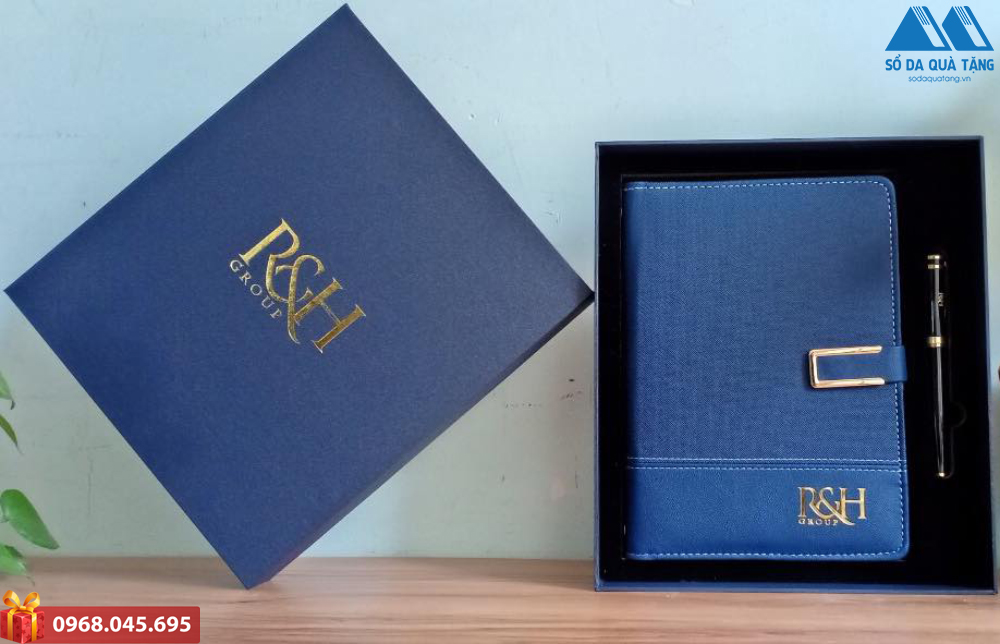 SỔ DA QUÀ TẶNG
sodaquatang.vn
R&H
GROUP
R&H
GROUP
0968.045.695